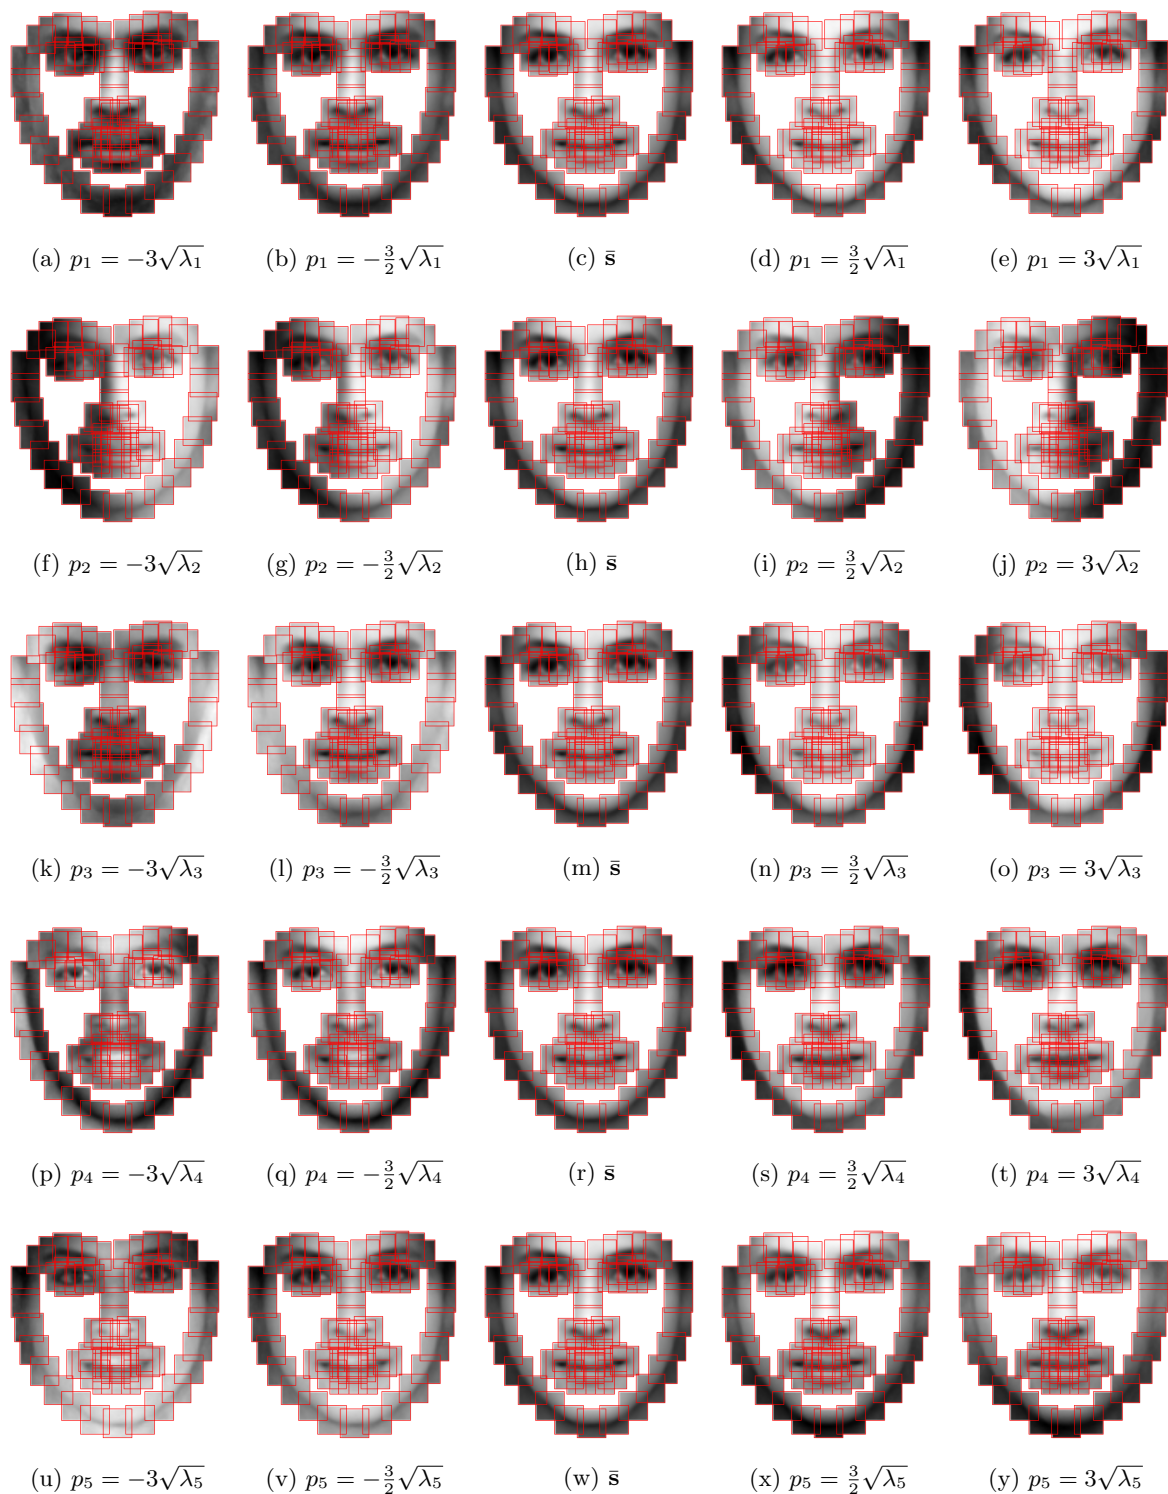 (a) p₁ = −3√λ₁ (b) p₁ = −3/2√λ₁ (c) s̄ (d) p₁ = 3/2√λ₁ (e) p₁ = 3√λ₁
(f) p₂ = −3√λ₂ (g) p₂ = −3/2√λ₂ (h) s̄ (i) p₂ = 3/2√λ₂ (j) p₂ = 3√λ₂
(k) p₃ = −3√λ₃ (l) p₃ = −3/2√λ₃ (m) s̄ (n) p₃ = 3/2√λ₃ (o) p₃ = 3√λ₃
(p) p₄ = −3√λ₄ (q) p₄ = −3/2√λ₄ (r) s̄ (s) p₄ = 3/2√λ₄ (t) p₄ = 3√λ₄
(u) p₅ = −3√λ₅ (v) p₅ = −3/2√λ₅ (w) s̄ (x) p₅ = 3/2√λ₅ (y) p₅ = 3√λ₅